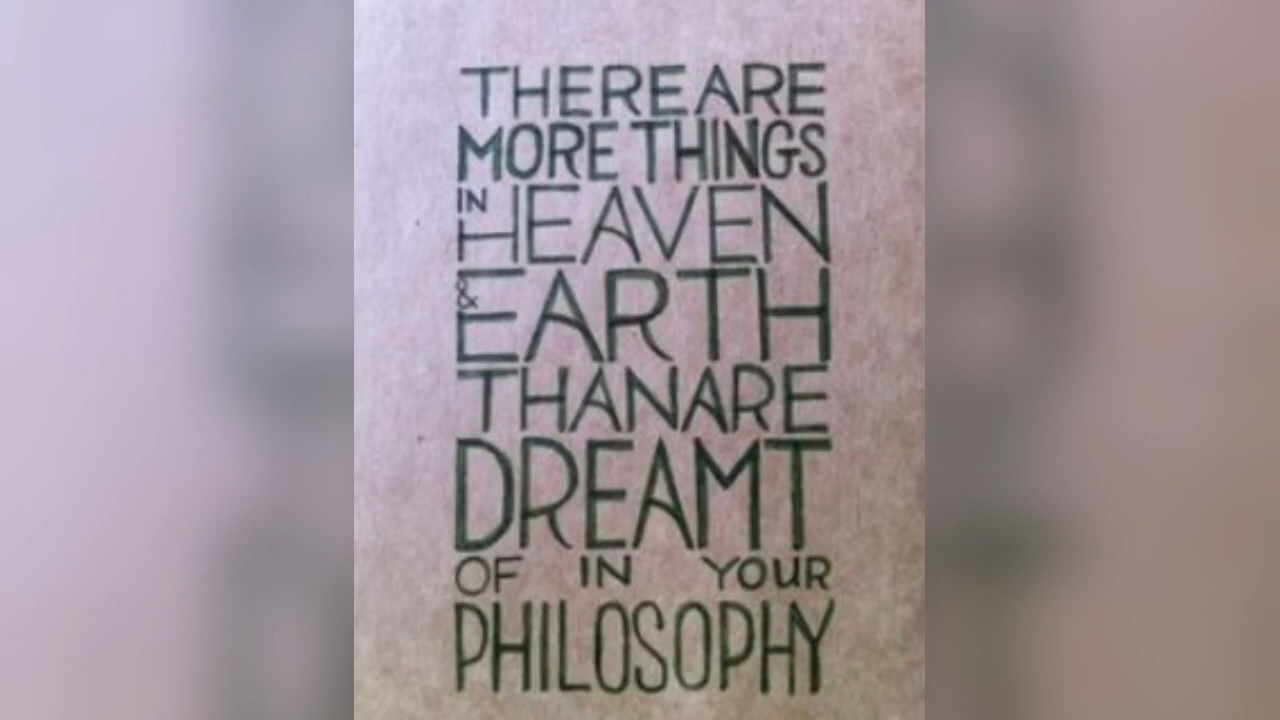 THERE ARE
MORE THINGS
IN HEAVEN
& EARTH
THAN ARE
DREAMT
OF IN YOUR
PHILOSOPHY